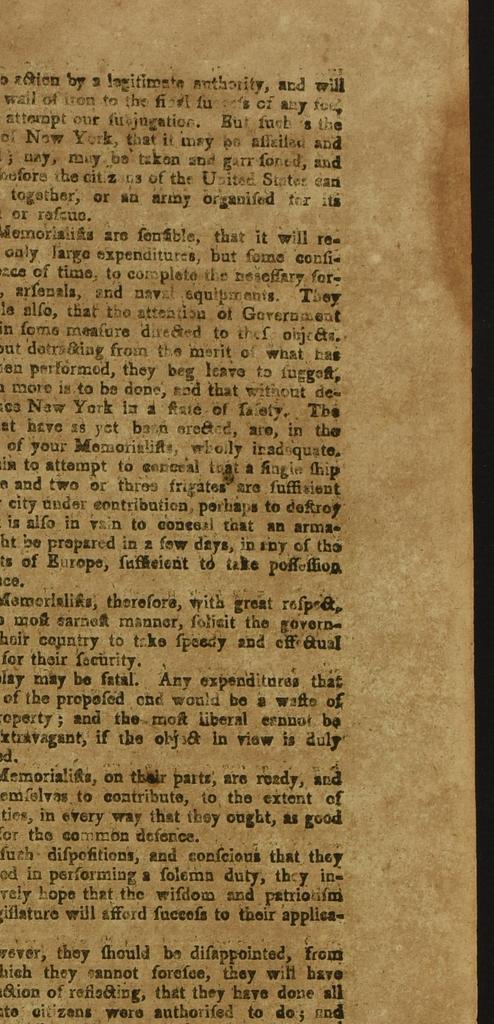 o action by a legitimate authority, and will
wall of iron to the first success of any foe,
attempt our subjugation. But such is the
of New York, that it may be assailed and
; nay, may be taken and garrisoned, and
before the citizens of the United States can
together, or an army organised for its
or rescue.
Memorialists are sensible, that it will re-
only large expenditures, but some consi-
ace of time, to complete the necessary for-
, arsenals, and naval equipments. They
le also, that the attention of Government
in some measure directed to these objects.
out detracting from the merit of what has
en performed, they beg leave to suggest,
more is to be done, and that without de-
ce New York in a state of safety. The
at have as yet been erected, are, in the
of your Memorialists, wholly inadequate.
ain to attempt to conceal that a single ship
e and two or three frigates are sufficient
city under contribution, perhaps to destroy
is also in vain to conceal that an arma-
ht be prepared in a few days, in any of the
ts of Europe, sufficient to take possession
ce.
Memorialists, therefore, with great respect,
most earnest manner, solicit the govern-
their country to take speedy and effectual
for their security.
lay may be fatal. Any expenditures that
of the proposed end would be a waste of
roperty; and the most liberal cannot be
xtravagant, if the object in view is duly
ed.
Memorialists, on their parts, are ready, and
emselves to contribute, to the extent of
ties, in every way that they ought, as good
for the common defence.
such dispositions, and conscious that they
ed in performing a solemn duty, they in-
vely hope that the wisdom and patriotism
gislature will afford success to their applica-
wever, they should be disappointed, from
hich they cannot foresee, they will have
action of reflecting, that they have done all
ate citizens were authorised to do; and